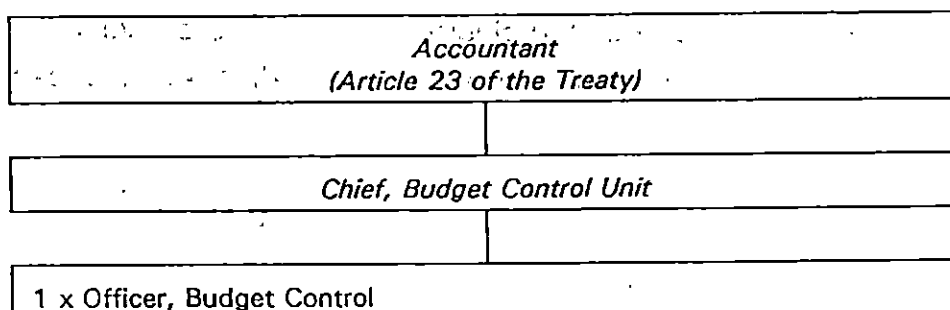 Accountant
(Article 23 of the Treaty)
Chief, Budget Control Unit
1 x Officer, Budget Control